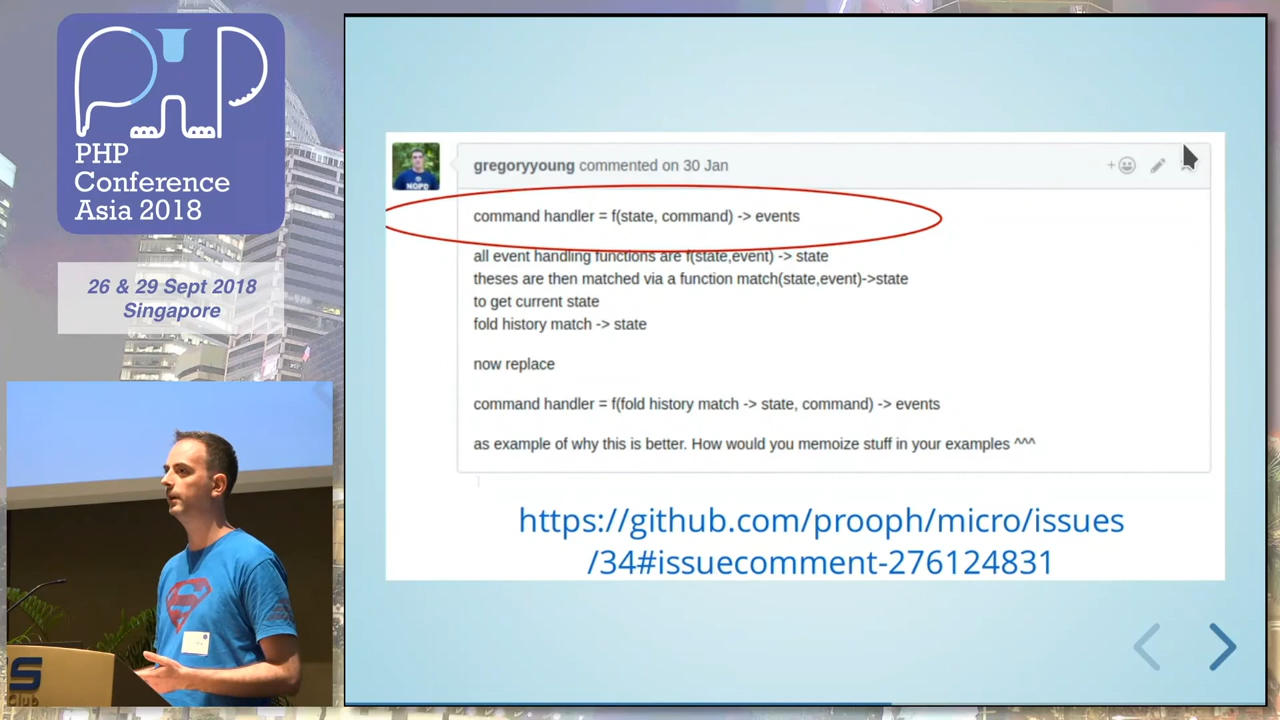 PHP
PHP
Conference
Asia 2018
26 & 29 Sept 2018
Singapore
gregoryyoung commented on 30 Jan
command handler = f(state, command) -> events
all event handling functions are f(state,event) -> state
theses are then matched via a function match(state,event)->state
to get current state
fold history match -> state
now replace
command handler = f(fold history match -> state, command) -> events
as example of why this is better. How would you memoize stuff in your examples ^^^
https://github.com/prooph/micro/issues
/34#issuecomment-276124831
NOPD
S
S
Club